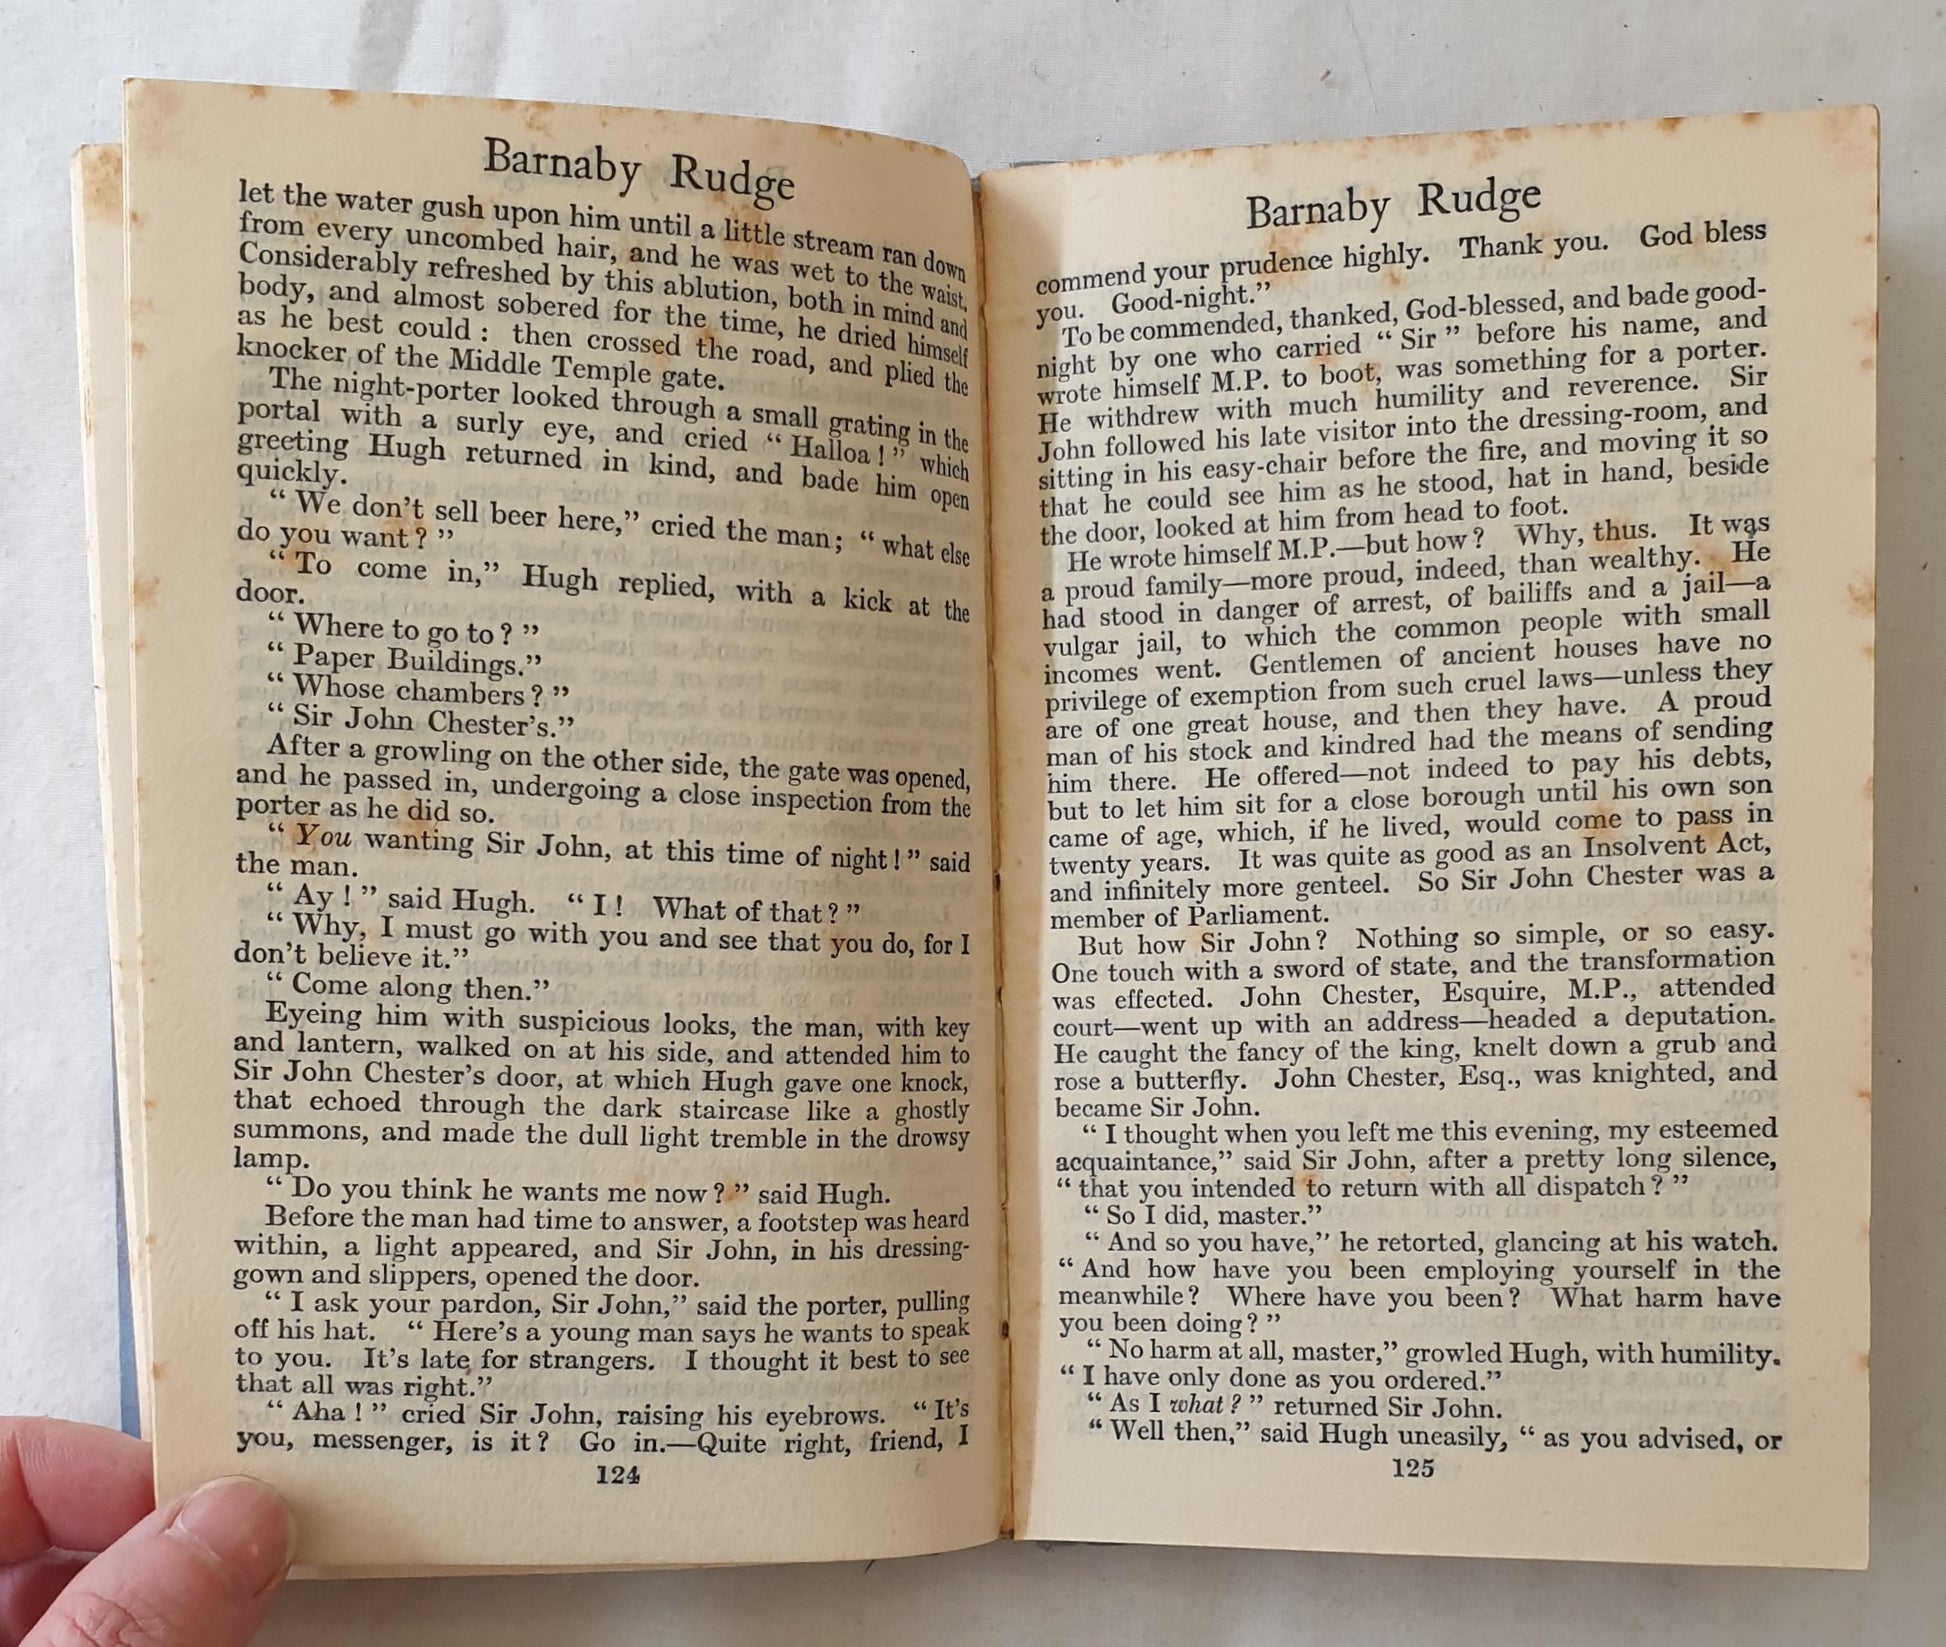 Barnaby Rudge
let the water gush upon him until a little stream ran down
from every uncombed hair, and he was wet to the waist.
Considerably refreshed by this ablution, both in mind and
body, and almost sobered for the time, he dried himself
as he best could : then crossed the road, and plied the
knocker of the Middle Temple gate.
The night-porter looked through a small grating in the
portal with a surly eye, and cried “ Halloa ! ” which
greeting Hugh returned in kind, and bade him open
quickly.
“ We don’t sell beer here,” cried the man ; “ what else
do you want ? ”
“ To come in,” Hugh replied, with a kick at the
door.
“ Where to go to ? ”
“ Paper Buildings.”
“ Whose chambers ? ”
“ Sir John Chester’s.”
After a growling on the other side, the gate was opened,
and he passed in, undergoing a close inspection from the
porter as he did so.
“ You wanting Sir John, at this time of night ! ” said
the man.
“ Ay ! ” said Hugh. “ I ! What of that ? ”
“ Why, I must go with you and see that you do, for I
don’t believe it.”
“ Come along then.”
Eyeing him with suspicious looks, the man, with key
and lantern, walked on at his side, and attended him to
Sir John Chester’s door, at which Hugh gave one knock,
that echoed through the dark staircase like a ghostly
summons, and made the dull light tremble in the drowsy
lamp.
“ Do you think he wants me now ? ” said Hugh.
Before the man had time to answer, a footstep was heard
within, a light appeared, and Sir John, in his dressing-
gown and slippers, opened the door.
“ I ask your pardon, Sir John,” said the porter, pulling
off his hat. “ Here’s a young man says he wants to speak
to you. It’s late for strangers. I thought it best to see
that all was right.”
“ Aha ! ” cried Sir John, raising his eyebrows. “ It’s
you, messenger, is it ? Go in.—Quite right, friend, I
124
Barnaby Rudge
commend your prudence highly. Thank you. God bless
you. Good-night.”
To be commended, thanked, God-blessed, and bade good-
night by one who carried “ Sir ” before his name, and
wrote himself M.P. to boot, was something for a porter.
He withdrew with much humility and reverence. Sir
John followed his late visitor into the dressing-room, and
sitting in his easy-chair before the fire, and moving it so
that he could see him as he stood, hat in hand, beside
the door, looked at him from head to foot.
He wrote himself M.P.—but how ? Why, thus. It was
a proud family—more proud, indeed, than wealthy. He
had stood in danger of arrest, of bailiffs and a jail—a
vulgar jail, to which the common people with small
incomes went. Gentlemen of ancient houses have no
privilege of exemption from such cruel laws—unless they
are of one great house, and then they have. A proud
man of his stock and kindred had the means of sending
him there. He offered—not indeed to pay his debts,
but to let him sit for a close borough until his own son
came of age, which, if he lived, would come to pass in
twenty years. It was quite as good as an Insolvent Act,
and infinitely more genteel. So Sir John Chester was a
member of Parliament.
But how Sir John ? Nothing so simple, or so easy.
One touch with a sword of state, and the transformation
was effected. John Chester, Esquire, M.P., attended
court—went up with an address—headed a deputation.
He caught the fancy of the king, knelt down a grub and
rose a butterfly. John Chester, Esq., was knighted, and
became Sir John.
“ I thought when you left me this evening, my esteemed
acquaintance,” said Sir John, after a pretty long silence,
“ that you intended to return with all dispatch ? ”
“ So I did, master.”
“ And so you have,” he retorted, glancing at his watch.
“ And how have you been employing yourself in the
meanwhile ? Where have you been ? What harm have
you been doing ? ”
“ No harm at all, master,” growled Hugh, with humility.
“ I have only done as you ordered.”
“ As I what ? ” returned Sir John.
“ Well then,” said Hugh uneasily, “ as you advised, or
125